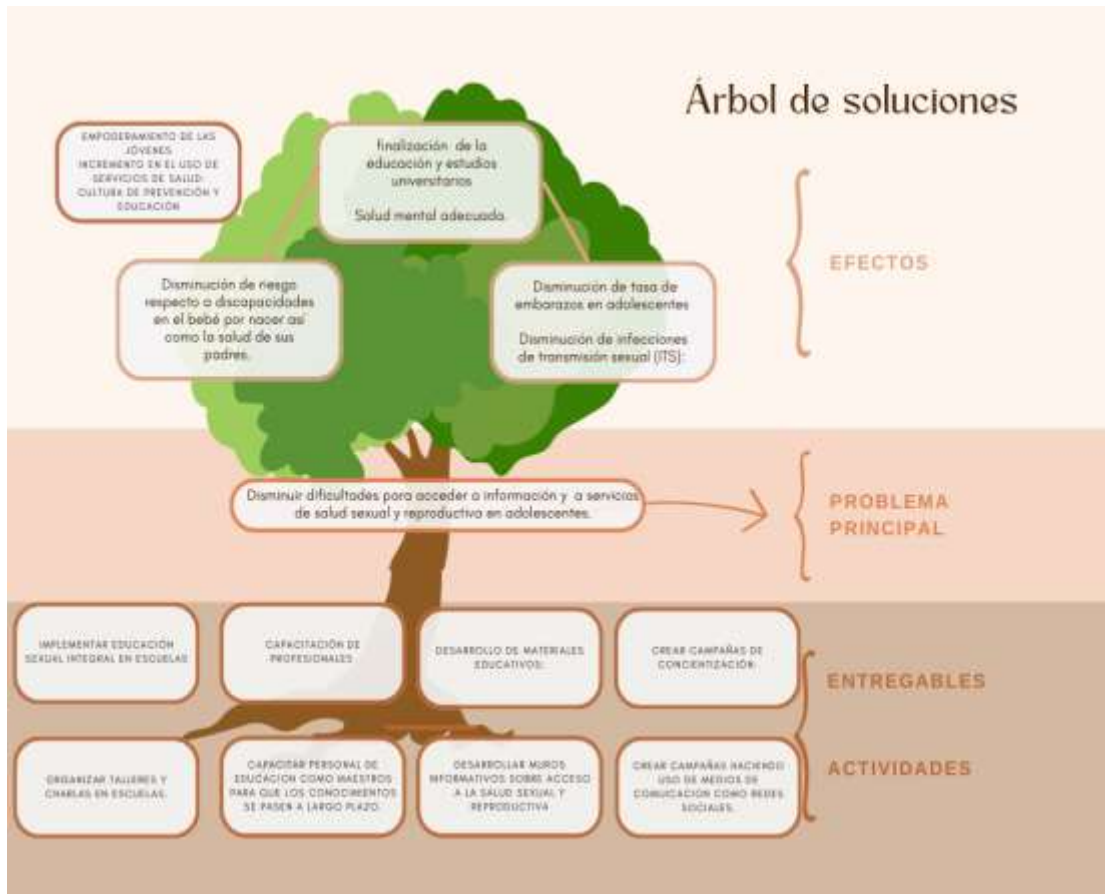 Árbol de soluciones
EMPODERAMIENTO DE LAS
JÓVENES
INCREMENTO EN EL USO DE
SERVICIOS DE SALUD:
CULTURA DE PREVENCIÓN Y
EDUCACIÓN
finalización de la
educación y estudios
universitarios
Salud mental adecuada.
Disminución de riesgo
respecto a discapacidades
en el bebé por nacer así
como la salud de sus
padres.
Disminución de tasa de
embarazos en adolescentes
Disminución de infecciones
de transmisión sexual (ITS):
EFECTOS
Disminuir dificultades para acceder a información y a servicios
de salud sexual y reproductiva en adolescentes.
PROBLEMA
PRINCIPAL
IMPLEMENTAR EDUCACIÓN
SEXUAL INTEGRAL EN ESCUELAS
CAPACITACIÓN DE
PROFESIONALES
DESARROLLO DE MATERIALES
EDUCATIVOS:
CREAR CAMPAÑAS DE
CONCIENTIZACIÓN:
ENTREGABLES
ORGANIZAR TALLERES Y
CHARLAS EN ESCUELAS.
CAPACITAR PERSONAL DE
EDUCACION COMO MAESTROS
PARA QUE LOS CONOCIMIENTOS
SE PASEN A LARGO PLAZO.
DESARROLLAR MUROS
INFORMATIVOS SOBRE ACCESO
A LA SALUD SEXUAL Y
REPRODUCTIVA
CREAR CAMPAÑAS HACIENDO
USO DE MEDIOS DE
COMUICACION COMO REDES
SOCIALES.
ACTIVIDADES